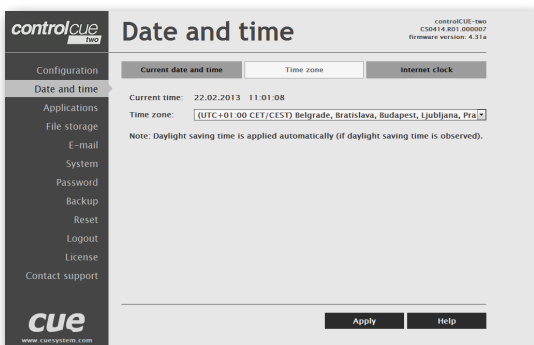 controlcue
two
Date and time
controlCUE-two
CS0414.R01.000007
firmware version: 4.31a
Configuration
Date and time
Applications
File storage
E-mail
System
Password
Backup
Reset
Logout
License
Contact support
Current date and time
Time zone
Internet clock
Current time: 22.02.2013 11:01:08
Time zone: (UTC+01:00 CET/CEST) Belgrade, Bratislava, Budapest, Ljubljana, Pra
Note: Daylight saving time is applied automatically (if daylight saving time is observed).
Apply
Help
cue
www.cuesystem.com